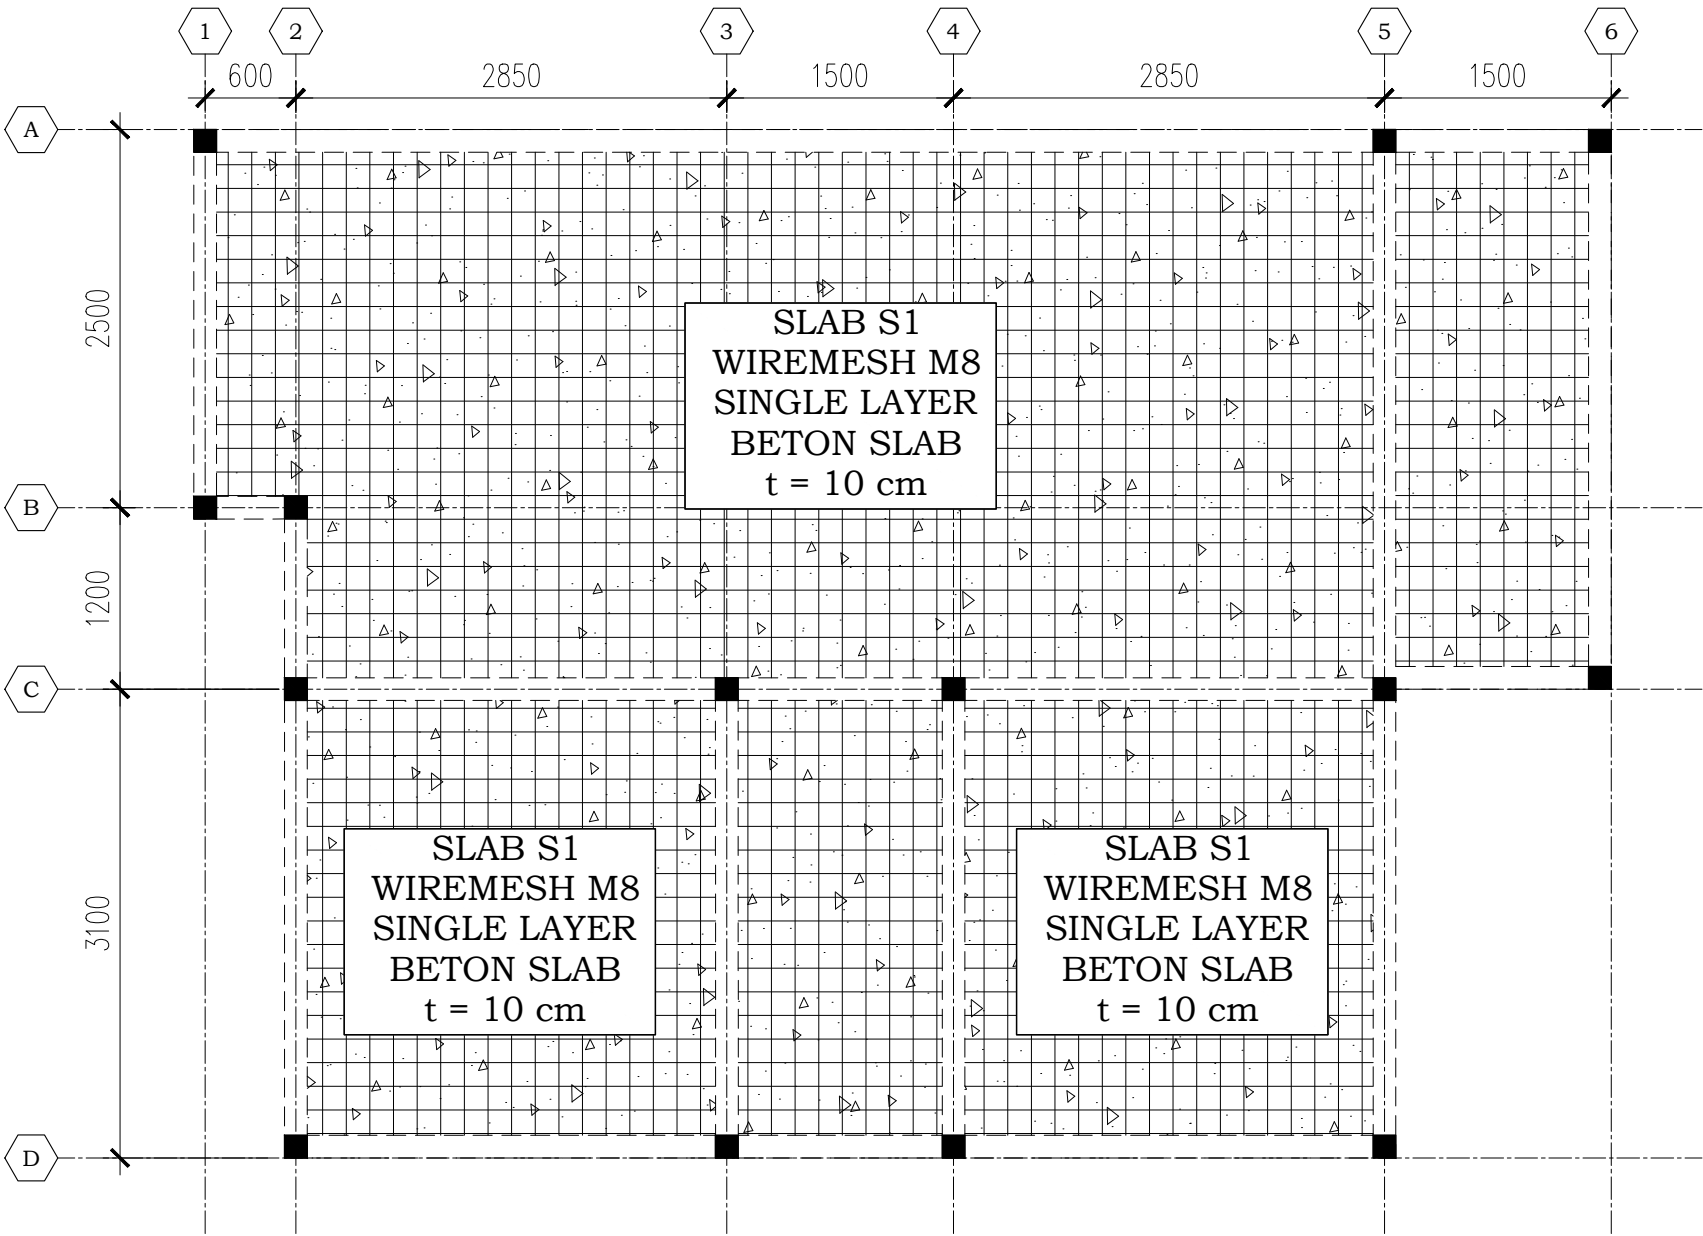 1 2 3 4 5 6
600 2850 1500 2850 1500
A
2500
SLAB S1
WIREMESH M8
SINGLE LAYER
BETON SLAB
t = 10 cm
B
1200
C
3100
SLAB S1
WIREMESH M8
SINGLE LAYER
BETON SLAB
t = 10 cm
SLAB S1
WIREMESH M8
SINGLE LAYER
BETON SLAB
t = 10 cm
D